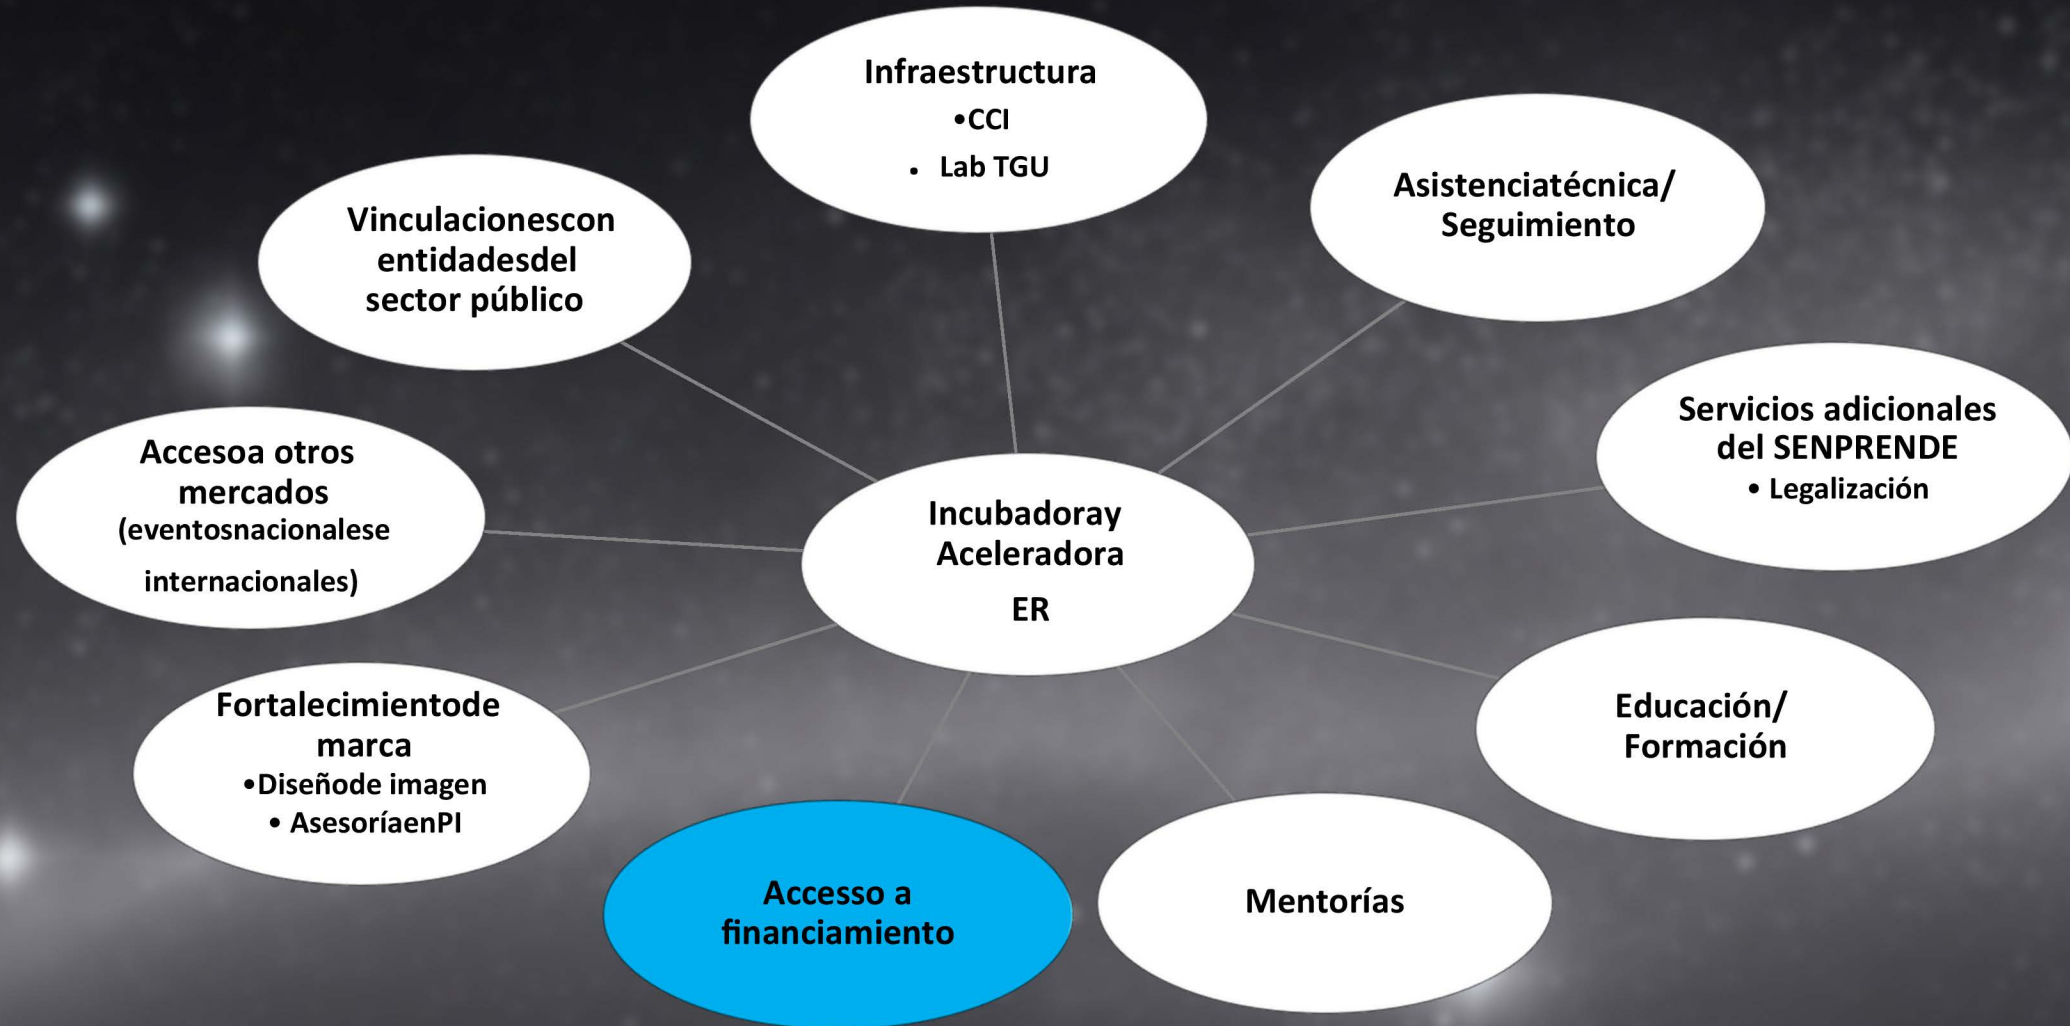 Infraestructura
•CCI
. Lab TGU
Asistenciatécnica/
Seguimiento
Vinculacionescon
entidadesdel
sector público
Servicios adicionales
del SENPRENDE
• Legalización
Accesoa otros
mercados
(eventosnacionalese
internacionales)
Incubadoray
Aceleradora
ER
Fortalecimientode
marca
•Diseñode imagen
• AsesoríaenPI
Educación/
Formación
Accesso a
financiamiento
Mentorías